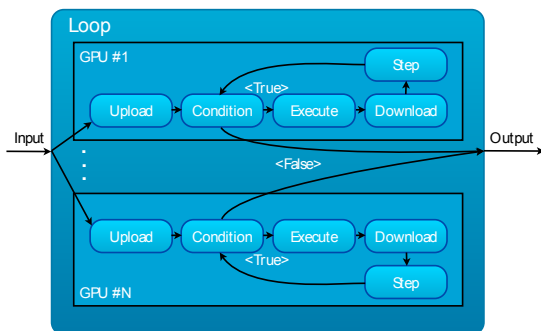 Loop
GPU #1
Step
<True>
Upload
Condition
Execute
Download
Input
Output
<False>
Upload
Condition
Execute
Download
<True>
Step
GPU #N